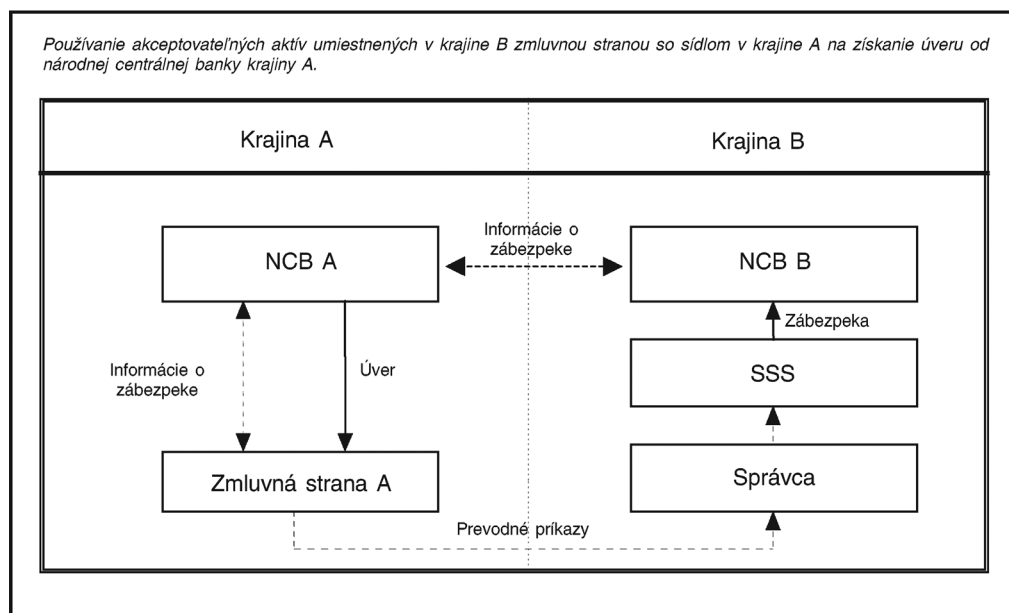 Používanie akceptovateľných aktív umiestnených v krajine B zmluvnou stranou so sídlom v krajine A na získanie úveru od
národnej centrálnej banky krajiny A.
Krajina A
Krajina B
Informácie o
zábezpeke
NCB A
NCB B
Zábezpeka
Informácie o
zábezpeke
Úver
SSS
Zmluvná strana A
Správca
Prevodné príkazy